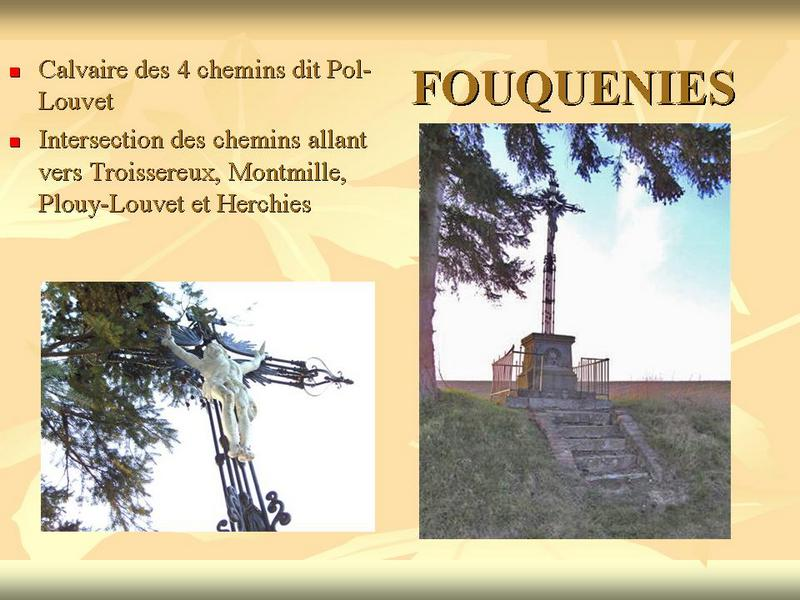 FOUQUENIES
Calvaire des 4 chemins dit Pol-
Louvet
Intersection des chemins allant
vers Troissereux, Montmille,
Plouy-Louvet et Herchies